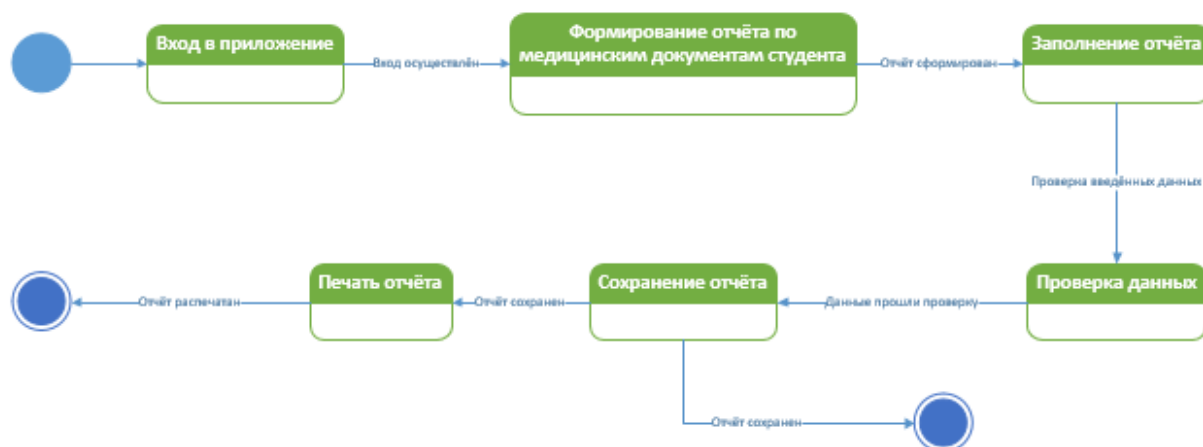 Вход в приложение
Вход осуществлён
Формирование отчёта по
медицинским документам студента
Отчёт сформирован
Заполнение отчёта
Проверка введённых данных
Проверка данных
Данные прошли проверку
Сохранение отчёта
Отчёт сохранен
Печать отчёта
Отчёт распечатан
Отчёт сохранен